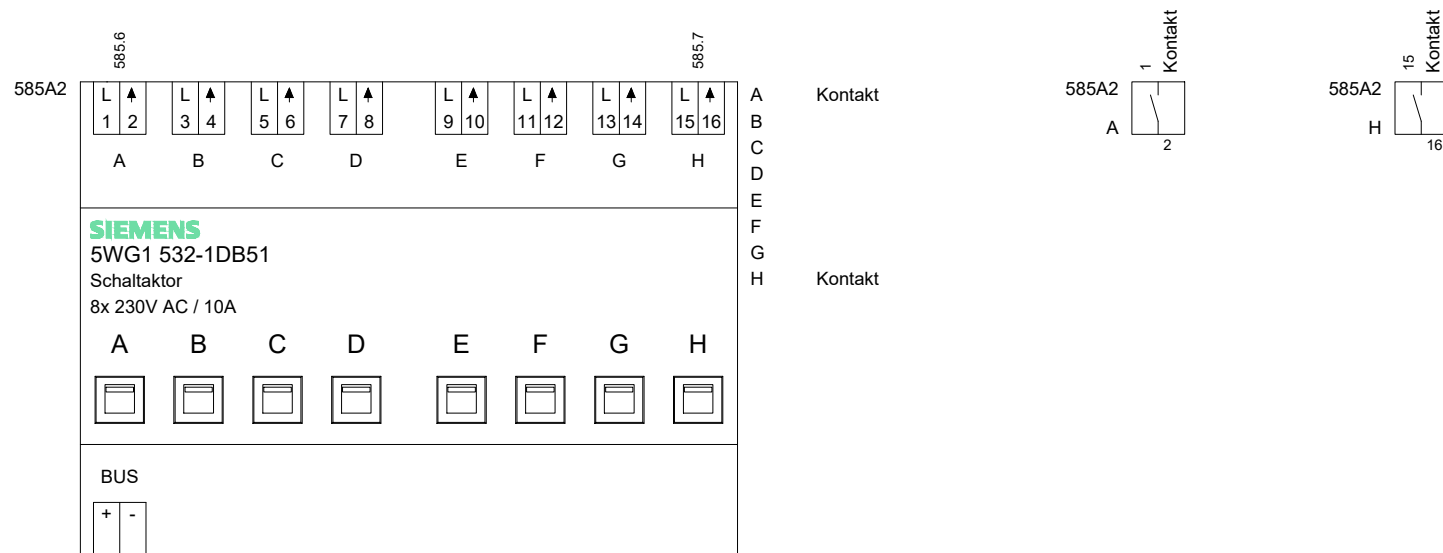 585.6
585.7
585A2
L L L L L L L L
1 2 3 4 5 6 7 8 9 10 11 12 13 14 15 16
A B C D E F G H
A Kontakt
B
C
D
E
F
G
H Kontakt
SIEMENS
5WG1 532-1DB51
Schaltaktor
8x 230V AC / 10A
A B C D E F G H
BUS
+ -
1 Kontakt
585A2
A
2
15 Kontakt
585A2
H
16